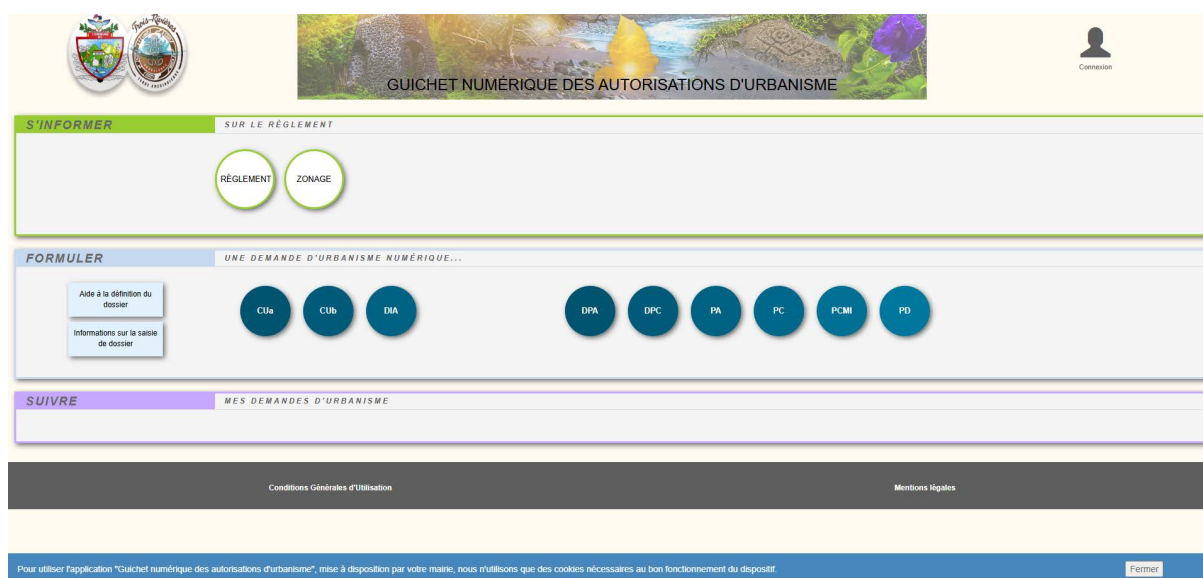 Trois-Rivières
GUICHET NUMÉRIQUE DES AUTORISATIONS D'URBANISME
Connexion
S'INFORMER
SUR LE RÈGLEMENT
RÈGLEMENT
ZONAGE
FORMULER
UNE DEMANDE D'URBANISME NUMÉRIQUE...
Aide à la définition du
dossier
Informations sur la saisie
de dossier
CUa
CUb
DIA
DPA
DPC
PA
PC
PCMI
PD
SUIVRE
MES DEMANDES D'URBANISME
Conditions Générales d'Utilisation
Mentions légales
Pour utiliser l'application "Guichet numérique des autorisations d'urbanisme", mise à disposition par votre mairie, nous n'utilisons que des cookies nécessaires au bon fonctionnement du dispositif.
Fermer